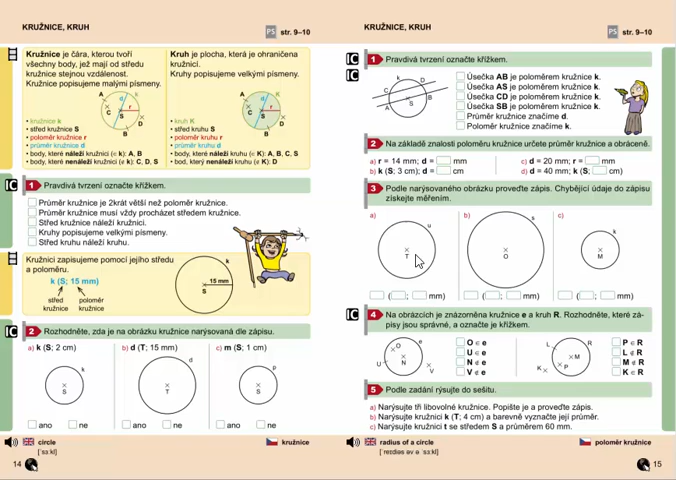 KRUŽNICE, KRUH
PS str. 9–10
Kružnice je čára, kterou tvoří
všechny body, jež mají od středu
kružnice stejnou vzdálenost.
Kružnice popisujeme malými písmeny.
A k
d
r
C S
D
B
• kružnice k
• střed kružnice S
• poloměr kružnice r
• průměr kružnice d
• body, které náleží kružnici (∈ k): A, B
• body, které nenáleží kružnici (∉ k): C, D, S
Kruh je plocha, která je ohraničena
kružnicí.
Kruhy popisujeme velkými písmeny.
A K
d
r
C S
D
B
• kruh K
• střed kruhu S
• poloměr kruhu r
• průměr kruhu d
• body, které náleží kruhu (∈ K): A, B, C, S
• bod, který nenáleží kruhu (∉ K): D
1 Pravdivá tvrzení označte křížkem.
Průměr kružnice je 2krát větší než poloměr kružnice.
Průměr kružnice musí vždy procházet středem kružnice.
Střed kružnice náleží kružnici.
Kruhy popisujeme velkými písmeny.
Střed kruhu náleží kruhu.
Kružnici zapisujeme pomocí jejího středu
a poloměru.
k (S; 15 mm)
střed poloměr
kružnice kružnice
k
15 mm
S
2 Rozhodněte, zda je na obrázku kružnice narýsovaná dle zápisu.
a) k (S; 2 cm) b) d (T; 15 mm) c) m (S; 1 cm)
k d p
S T S
ano ne ano ne ano ne
circle kružnice
[ˈsɜːkl]
14
KRUŽNICE, KRUH
PS str. 9–10
1 Pravdivá tvrzení označte křížkem.
k D
C
B
S
A
Úsečka AB je poloměrem kružnice k.
Úsečka AS je poloměrem kružnice k.
Úsečka CD je poloměrem kružnice k.
Úsečka SB je poloměrem kružnice k.
Průměr kružnice značíme d.
Poloměr kružnice značíme k.
2 Na základě znalosti poloměru kružnice určete průměr kružnice a obráceně.
a) r = 14 mm; d = mm c) d = 20 mm; r = mm
b) k (S; 3 cm); d = cm d) d = 40 mm; k (S; cm)
3 Podle narýsovaného obrázku proveďte zápis. Chybějící údaje do zápisu
získejte měřením.
a) b) c)
u s k
T O M
( ; mm) ( ; mm) ( ; mm)
4 Na obrázcích je znázorněna kružnice e a kruh R. Rozhodněte, které zá-
pisy jsou správné, a označte je křížkem.
e
O
U N
V
O ∈ e
U ∈ e
N ∉ e
V ∉ e
L R
M
K P
P ∈ R
L ∉ R
M ∉ R
K ∈ R
5 Podle zadání rýsujte do sešitu.
a) Narýsujte tři libovolné kružnice. Popište je a proveďte zápis.
b) Narýsujte kružnici k (T; 4 cm) a barevně vyznačte její průměr.
c) Narýsujte kružnici t se středem S a průměrem 60 mm.
radius of a circle poloměr kružnice
15